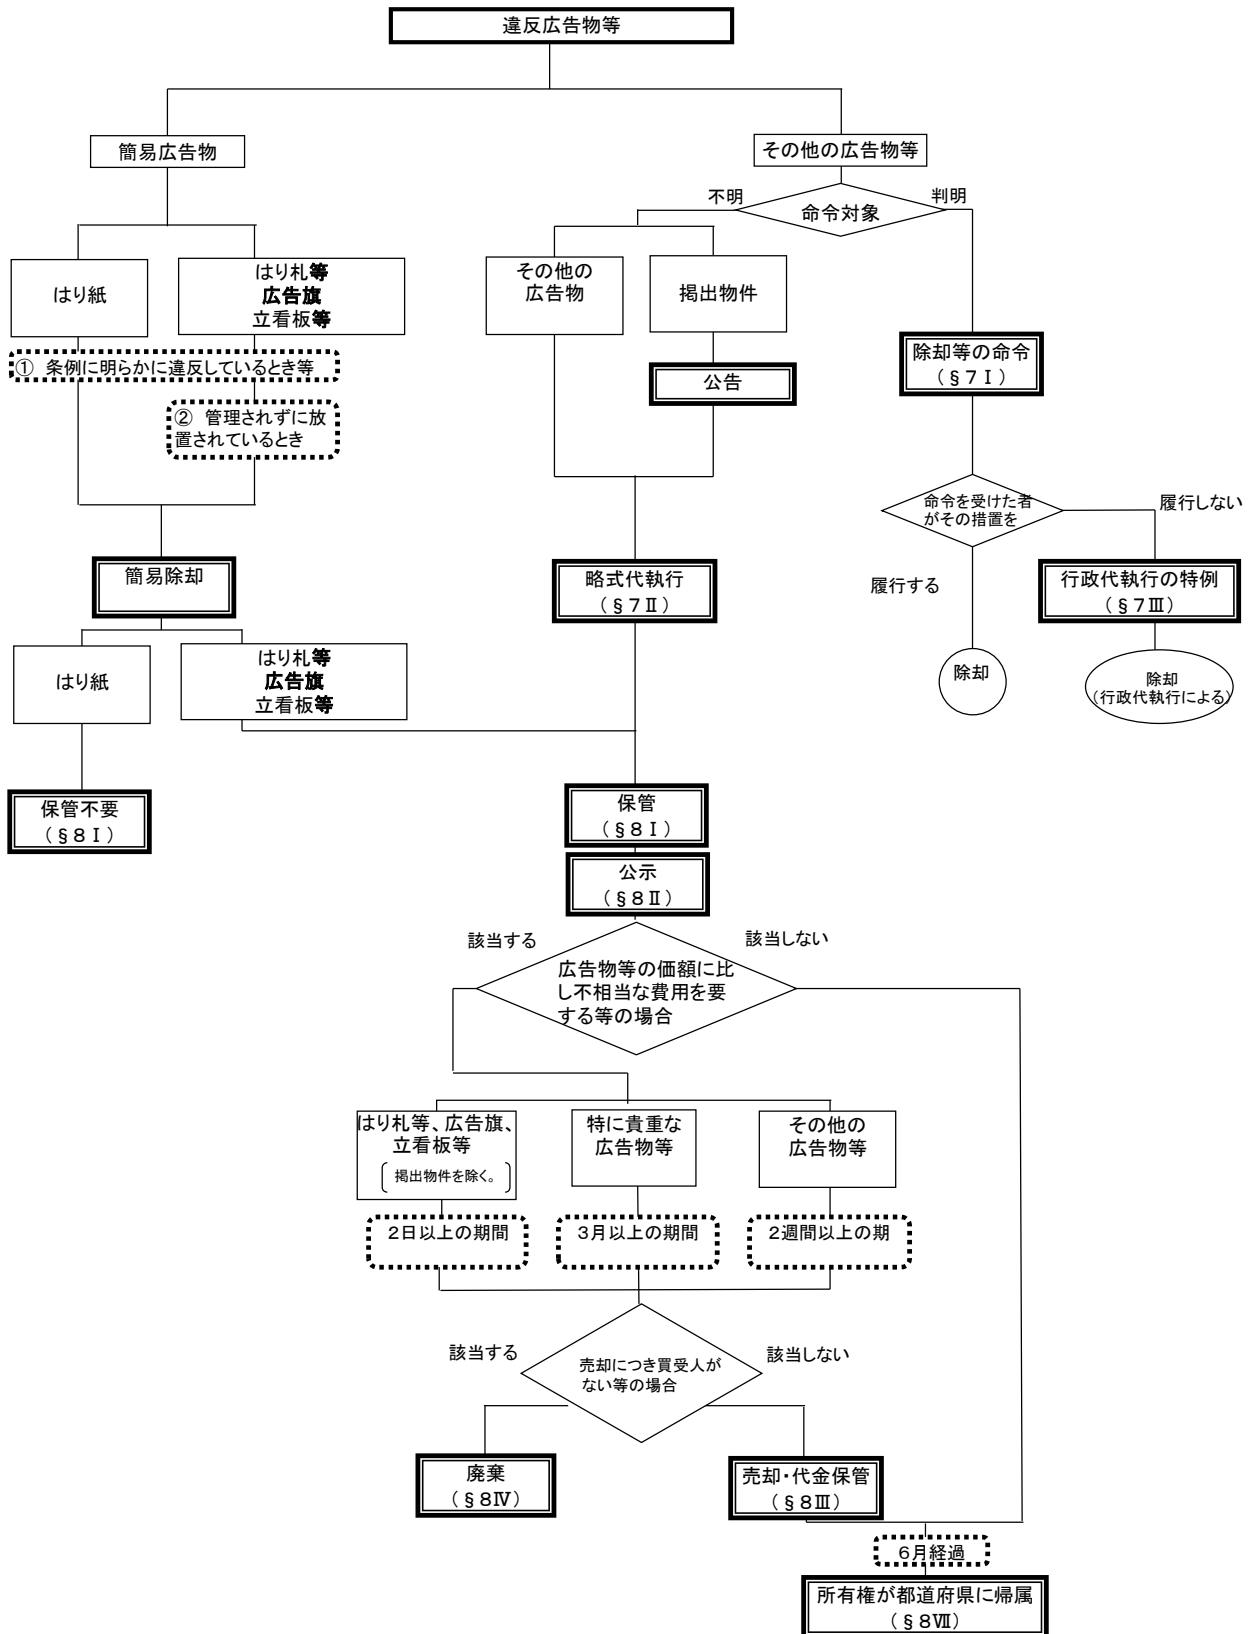 違反広告物等
簡易広告物
その他の広告物等
不明
判明
命令対象
はり紙
はり札等
広告旗
立看板等
その他の
広告物
掲出物件
① 条例に明らかに違反しているとき等
公告
除却等の命令
(§7Ⅰ)
② 管理されずに放
置されているとき
命令を受けた者
がその措置を
履行しない
履行する
簡易除却
略式代執行
(§7Ⅱ)
行政代執行の特例
(§7Ⅲ)
はり紙
はり札等
広告旗
立看板等
除却
除却
(行政代執行による)
保管不要
(§8Ⅰ)
保管
(§8Ⅰ)
公示
(§8Ⅱ)
該当する
該当しない
広告物等の価額に比
し不相当な費用を要
する等の場合
はり札等、広告旗、
立看板等
掲出物件を除く。
特に貴重な
広告物等
その他の
広告物等
2日以上の期間
3月以上の期間
2週間以上の期
該当する
該当しない
売却につき買受人が
ない等の場合
廃棄
(§8Ⅳ)
売却・代金保管
(§8Ⅲ)
6月経過
所有権が都道府県に帰属
(§8Ⅶ)